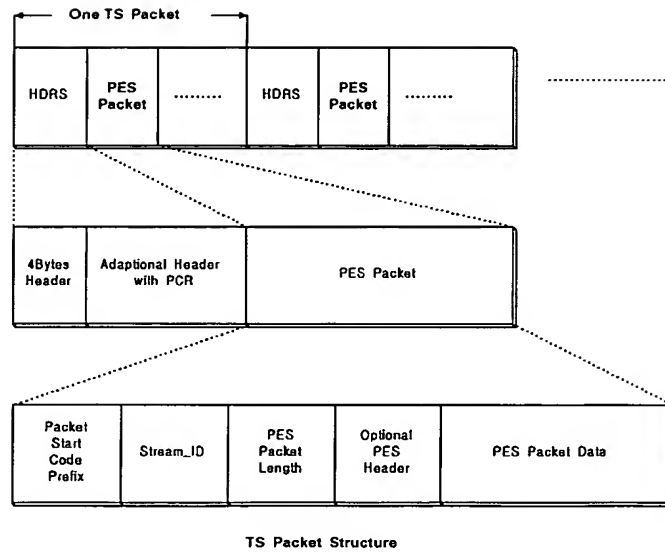 One TS Packet
HDRS
PES
Packet
.........
HDRS
PES
Packet
........
4Bytes
Header
Adaptional Header
with PCR
PES Packet
Packet
Start
Code
Prefix
Stream_ID
PES
Packet
Length
Optional
PES
Header
PES Packet Data
TS Packet Structure